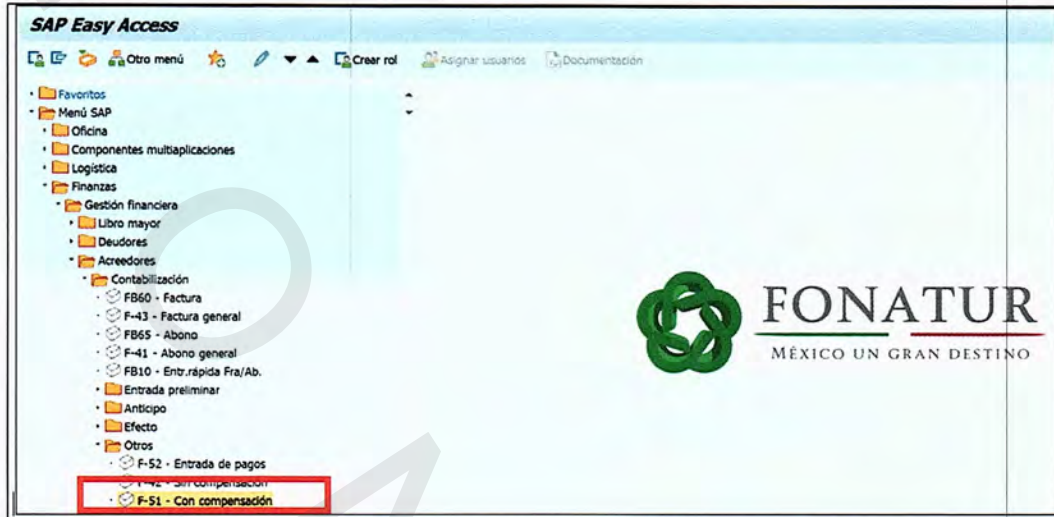 SAP Easy Access
Otro menú Crear rol Asignar usuarios Documentación
Favoritos
Menú SAP
Oficina
Componentes multiaplicaciones
Logística
Finanzas
Gestión financiera
Libro mayor
Deudores
Acreedores
Contabilización
FB60 - Factura
F-43 - Factura general
FB65 - Abono
F-41 - Abono general
FB10 - Entr.rápida Fra/Ab.
Entrada preliminar
Anticipo
Efecto
Otros
F-52 - Entrada de pagos
F-42 - Sin compensación
F-51 - Con compensación
FONATUR
MÉXICO UN GRAN DESTINO